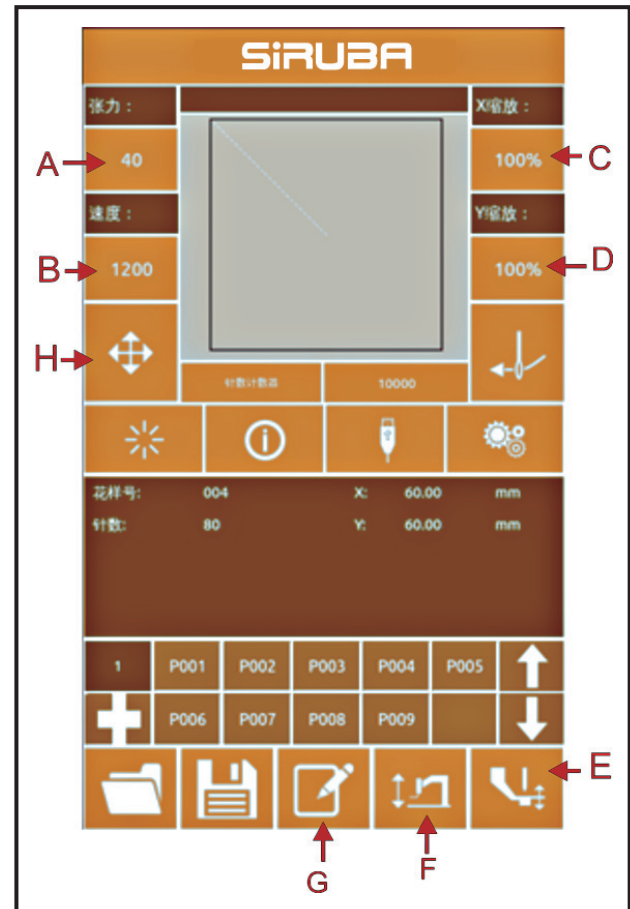 SiRUBA
张力：
X缩放：
A
40
100%
C
速度：
Y缩放：
B
1200
100%
D
H
针数计数器
10000
花样号:
004
X:
60.00
mm
针数:
80
Y:
60.00
mm
1
P001
P002
P003
P004
P005
P006
P007
P008
P009
E
G
F